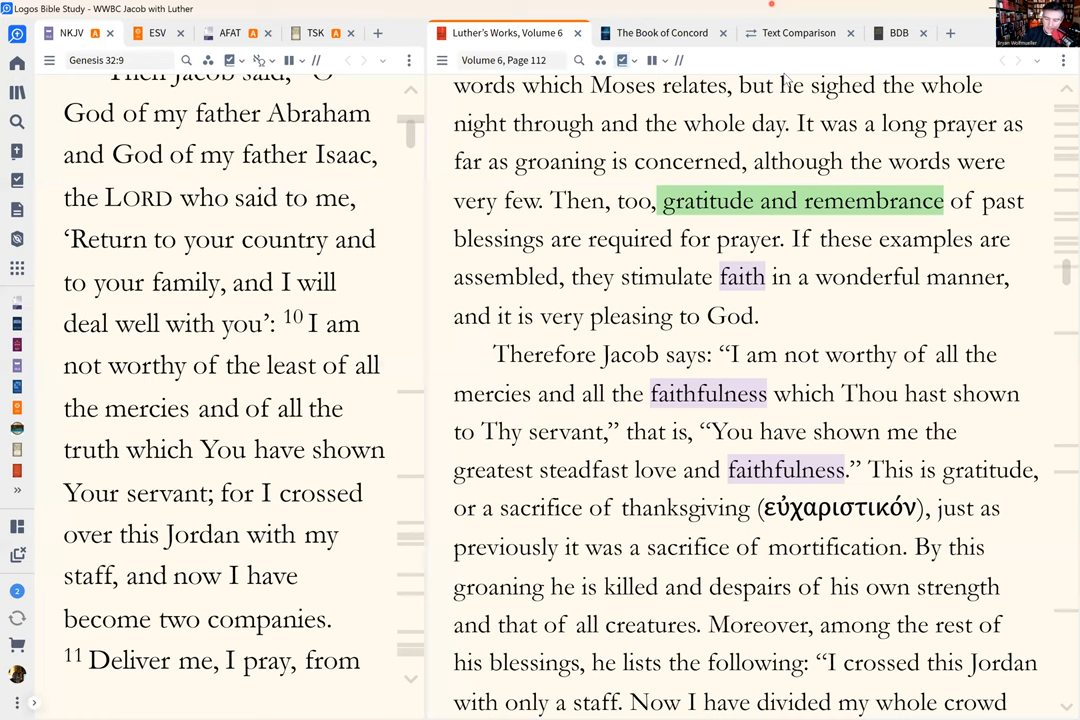 Logos Bible Study - WWBC Jacob with Luther
NKJV A
ESV
AFAT A
TSK A
Genesis 32:9
Then Jacob said, “O
God of my father Abraham
and God of my father Isaac,
the LORD who said to me,
‘Return to your country and
to your family, and I will
deal well with you’: 10 I am
not worthy of the least of all
the mercies and of all the
truth which You have shown
Your servant; for I crossed
over this Jordan with my
staff, and now I have
become two companies.
11 Deliver me, I pray, from
2
Luther’s Works, Volume 6
The Book of Concord
Text Comparison
BDB
Volume 6, Page 112
words which Moses relates, but he sighed the whole
night through and the whole day. It was a long prayer as
far as groaning is concerned, although the words were
very few. Then, too, gratitude and remembrance of past
blessings are required for prayer. If these examples are
assembled, they stimulate faith in a wonderful manner,
and it is very pleasing to God.
Therefore Jacob says: “I am not worthy of all the
mercies and all the faithfulness which Thou hast shown
to Thy servant,” that is, “You have shown me the
greatest steadfast love and faithfulness.” This is gratitude,
or a sacrifice of thanksgiving (εὐχαριστικόν), just as
previously it was a sacrifice of mortification. By this
groaning he is killed and despairs of his own strength
and that of all creatures. Moreover, among the rest of
his blessings, he lists the following: “I crossed this Jordan
with only a staff. Now I have divided my whole crowd
Bryan Wolfmueller